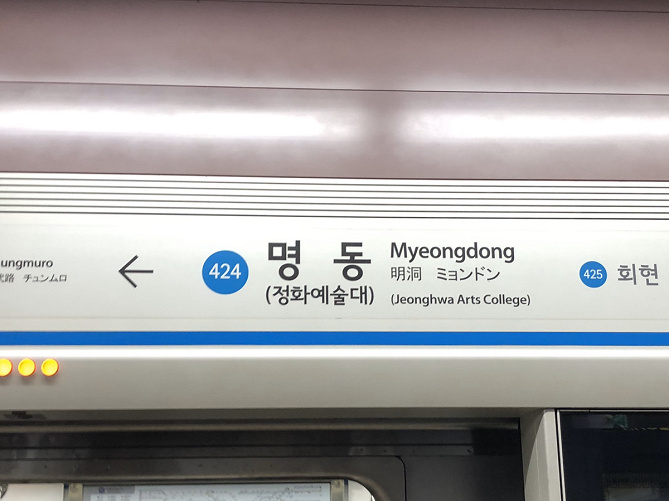 ungmuro
路 チュンムロ
424
명 동
(정화예술대)
Myeongdong
明洞 ミョンドン
(Jeonghwa Arts College)
425 회현